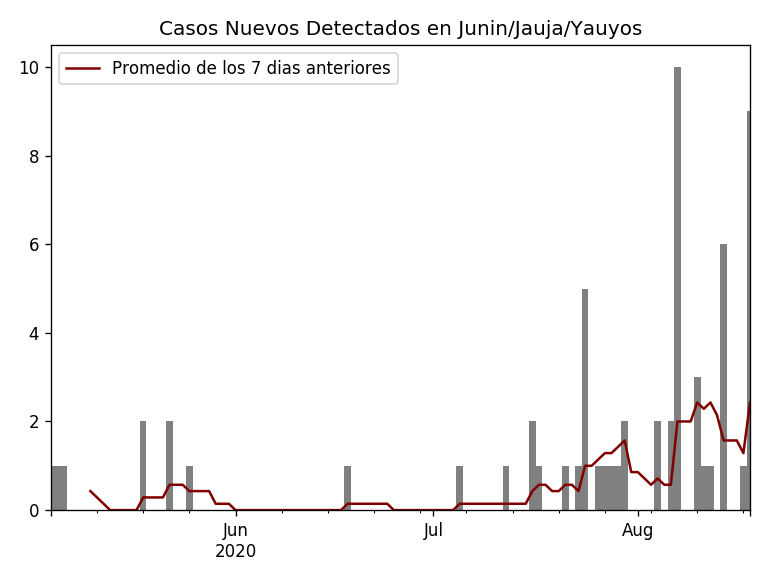 Casos Nuevos Detectados en Junin/Jauja/Yauyos
Promedio de los 7 dias anteriores
10
8
6
4
2
0
Jun
2020
Jul
Aug